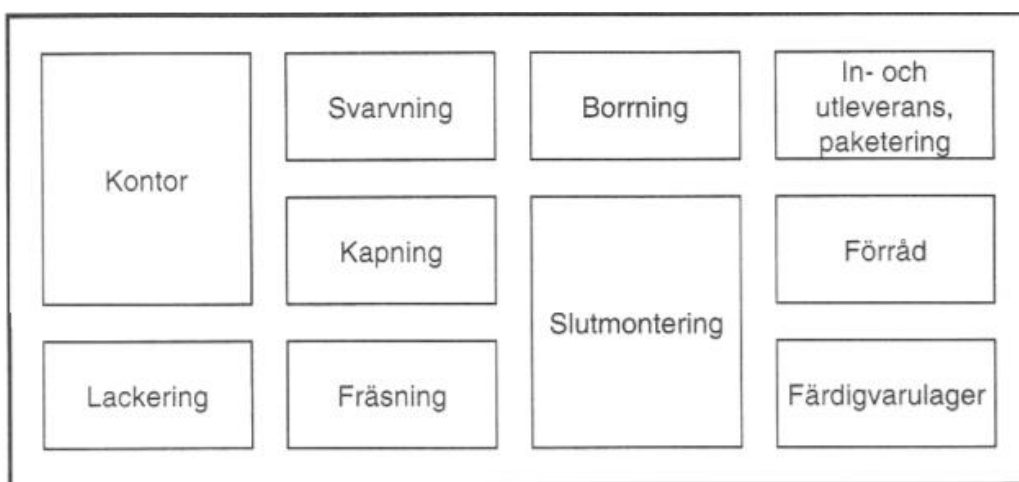 Kontor
Svarvning
Borrning
In- och
utleverans,
paketering
Kapning
Slutmontering
Förråd
Lackering
Fräsning
Färdigvarulager